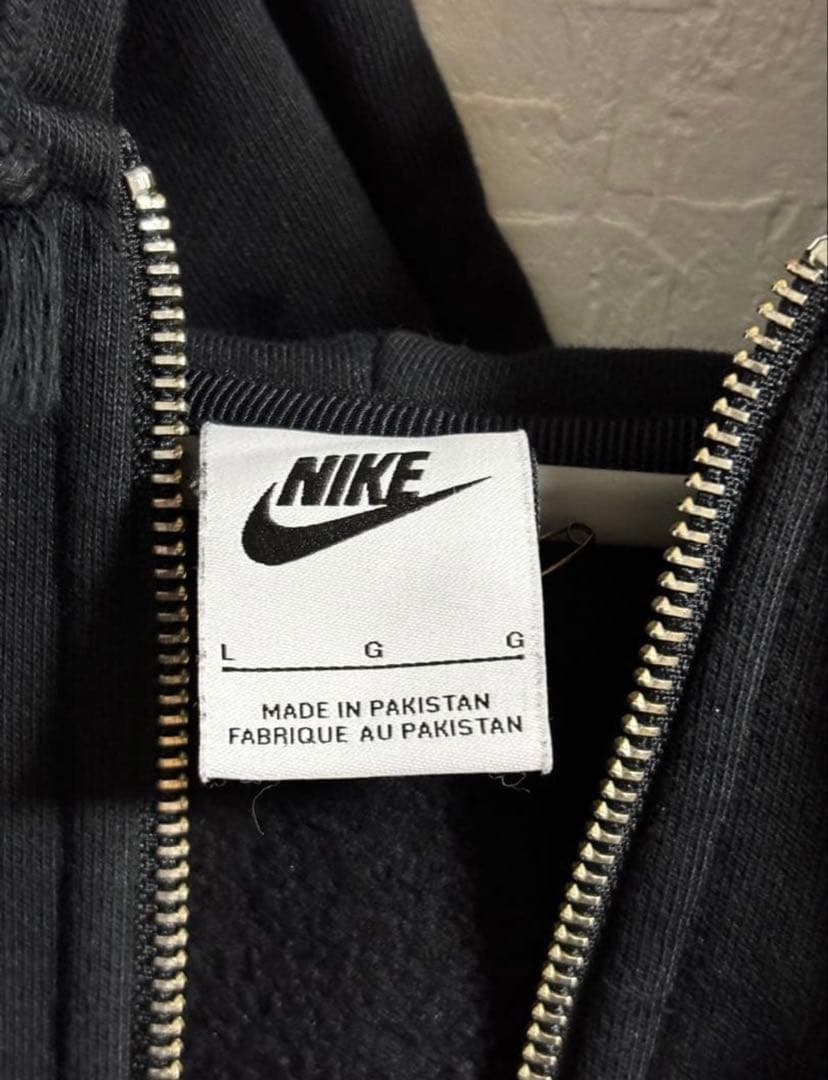 NIKE
L G G
MADE IN PAKISTAN
FABRIQUE AU PAKISTAN